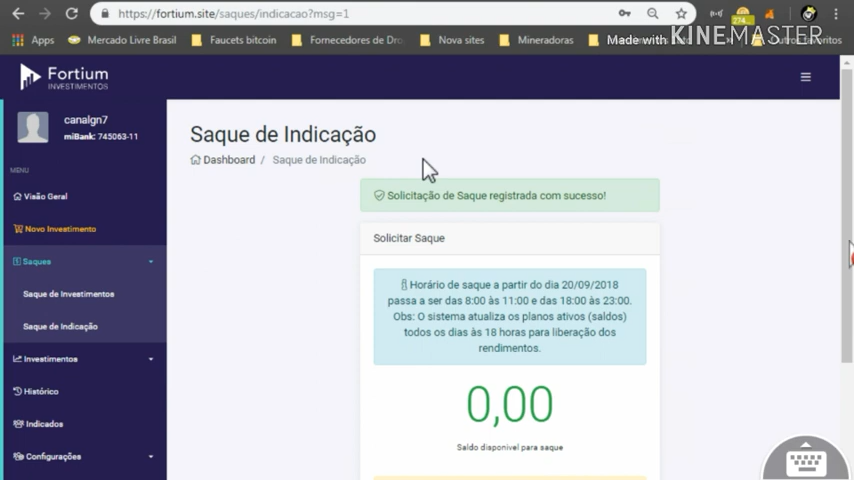 https://fortium.site/saques/indicacao?msg=1
274...
Apps
Mercado Livre Brasil
Faucets bitcoin
Fornecedores de Dro
Nova sites
Mineradoras
Made with KINEMASTER
Outros favoritos
Fortium
INVESTIMENTOS
canalgn7
miBank: 745063-11
MENU
Visão Geral
Novo Investimento
Saques
Saque de Investimentos
Saque de Indicação
Investimentos
Histórico
Indicados
Configurações
Saque de Indicação
Dashboard / Saque de Indicação
Solicitação de Saque registrada com sucesso!
Solicitar Saque
Horário de saque a partir do dia 20/09/2018
passa a ser das 8:00 às 11:00 e das 18:00 às 23:00.
Obs: O sistema atualiza os planos ativos (saldos)
todos os dias às 18 horas para liberação dos
rendimentos.
0,00
Saldo disponivel para saque